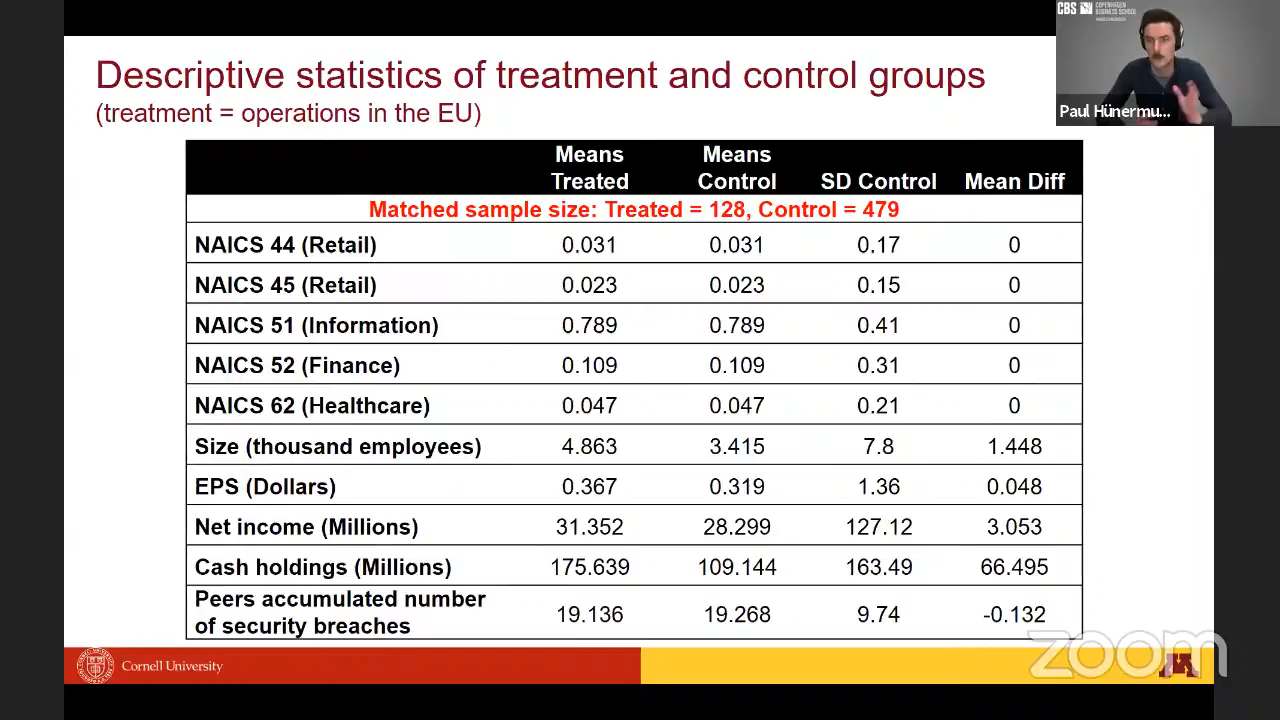 Descriptive statistics of treatment and control groups
(treatment = operations in the EU)
CBS COPENHAGEN
BUSINESS SCHOOL
Paul Hünermu...
Means Treated Means Control SD Control Mean Diff
Matched sample size: Treated = 128, Control = 479
NAICS 44 (Retail) 0.031 0.031 0.17 0
NAICS 45 (Retail) 0.023 0.023 0.15 0
NAICS 51 (Information) 0.789 0.789 0.41 0
NAICS 52 (Finance) 0.109 0.109 0.31 0
NAICS 62 (Healthcare) 0.047 0.047 0.21 0
Size (thousand employees) 4.863 3.415 7.8 1.448
EPS (Dollars) 0.367 0.319 1.36 0.048
Net income (Millions) 31.352 28.299 127.12 3.053
Cash holdings (Millions) 175.639 109.144 163.49 66.495
Peers accumulated number
of security breaches 19.136 19.268 9.74 -0.132
Cornell University
zoom